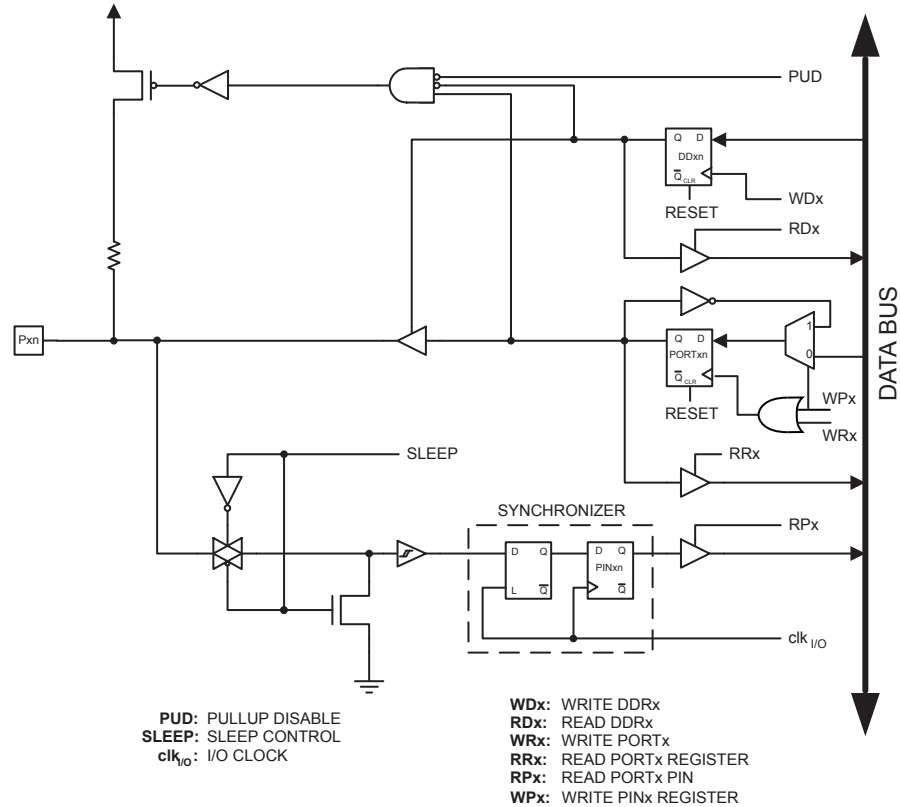 PUD
Q D
DDxn
Q CLR
WDx
RESET
RDx
Pxn
1
Q D
PORTxn
0
Q CLR
DATA BUS
RESET
WPx
WRx
SLEEP
RRx
SYNCHRONIZER
RPx
D Q
D Q
PINxn
L Q
Q
clk I/O
PUD: PULLUP DISABLE
SLEEP: SLEEP CONTROL
clkI/O: I/O CLOCK
WDx: WRITE DDRx
RDx: READ DDRx
WRx: WRITE PORTx
RRx: READ PORTx REGISTER
RPx: READ PORTx PIN
WPx: WRITE PINx REGISTER